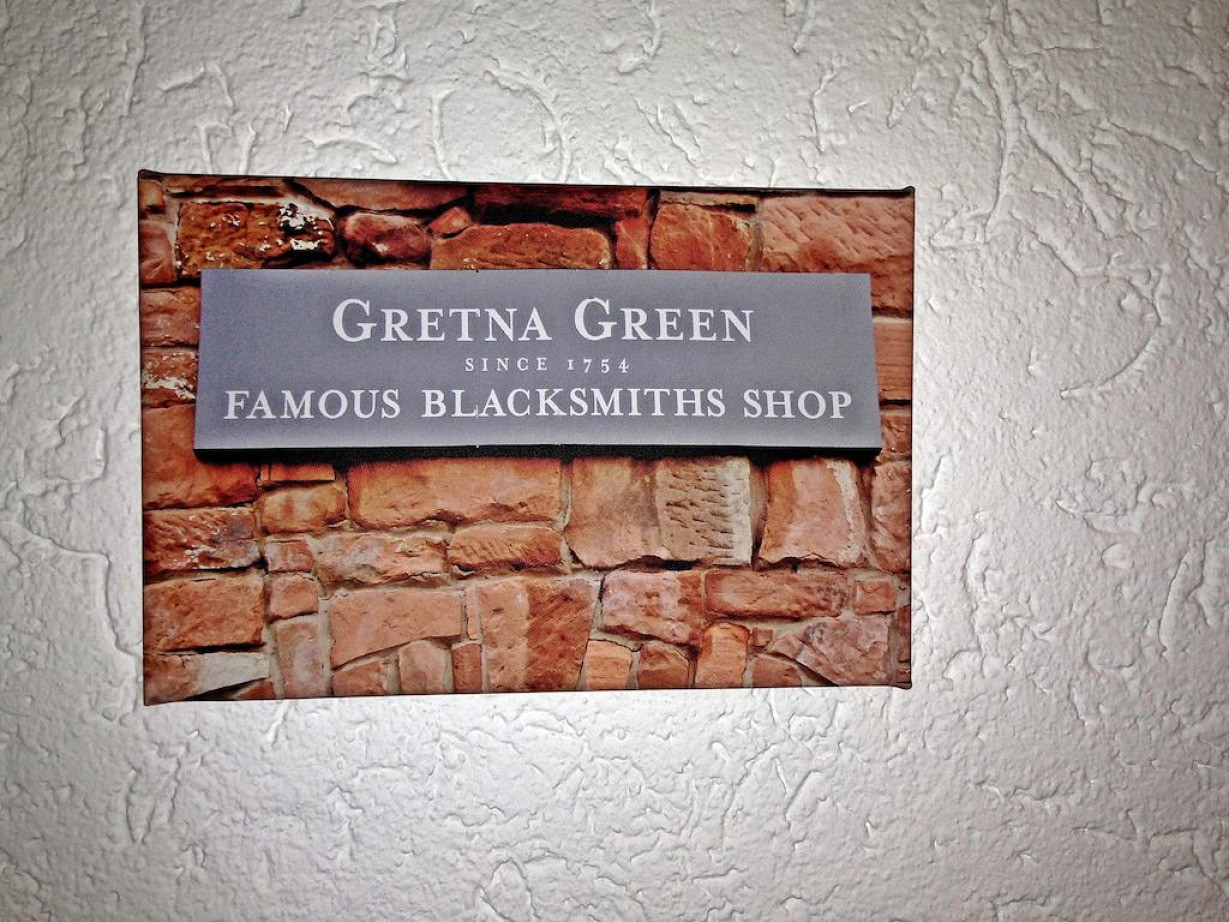 GRETNA GREEN
SINCE 1754
FAMOUS BLACKSMITHS SHOP